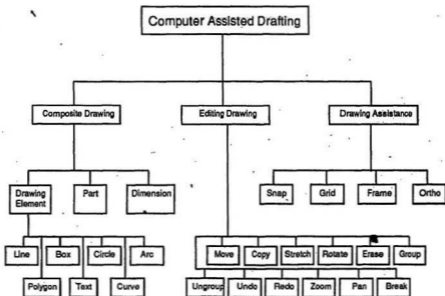 Computer Assisted Drafting
Composite Drawing
Editing Drawing
Drawing Assistance
Drawing
Element
Part
Dimension
Snap
Grid
Frame
Ortho
Line
Box
Circle
Arc
Move
Copy
Stretch
Rotate
Erase
Group
Polygon
Text
Curve
Ungroup
Undo
Redo
Zoom
Pan
Break